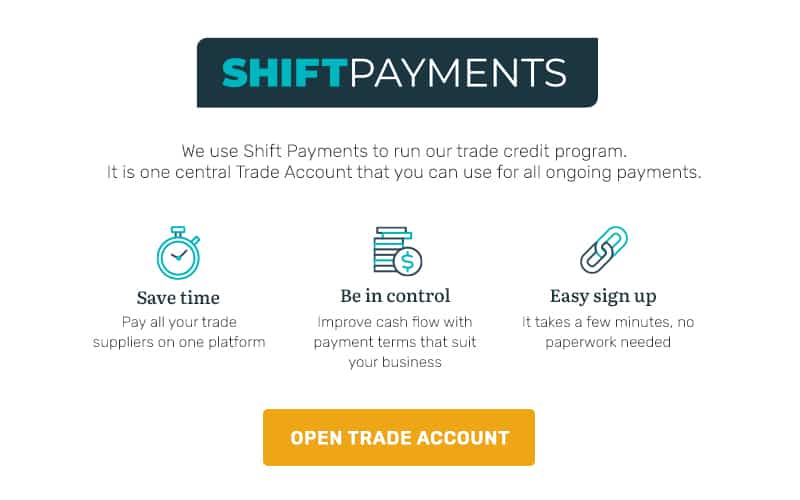 SHIFTPAYMENTS
We use Shift Payments to run our trade credit program.
It is one central Trade Account that you can use for all ongoing payments.
Save time
Pay all your trade
suppliers on one platform
$
Be in control
Improve cash flow with
payment terms that suit
your business
Easy sign up
It takes a few minutes, no
paperwork needed
OPEN TRADE ACCOUNT